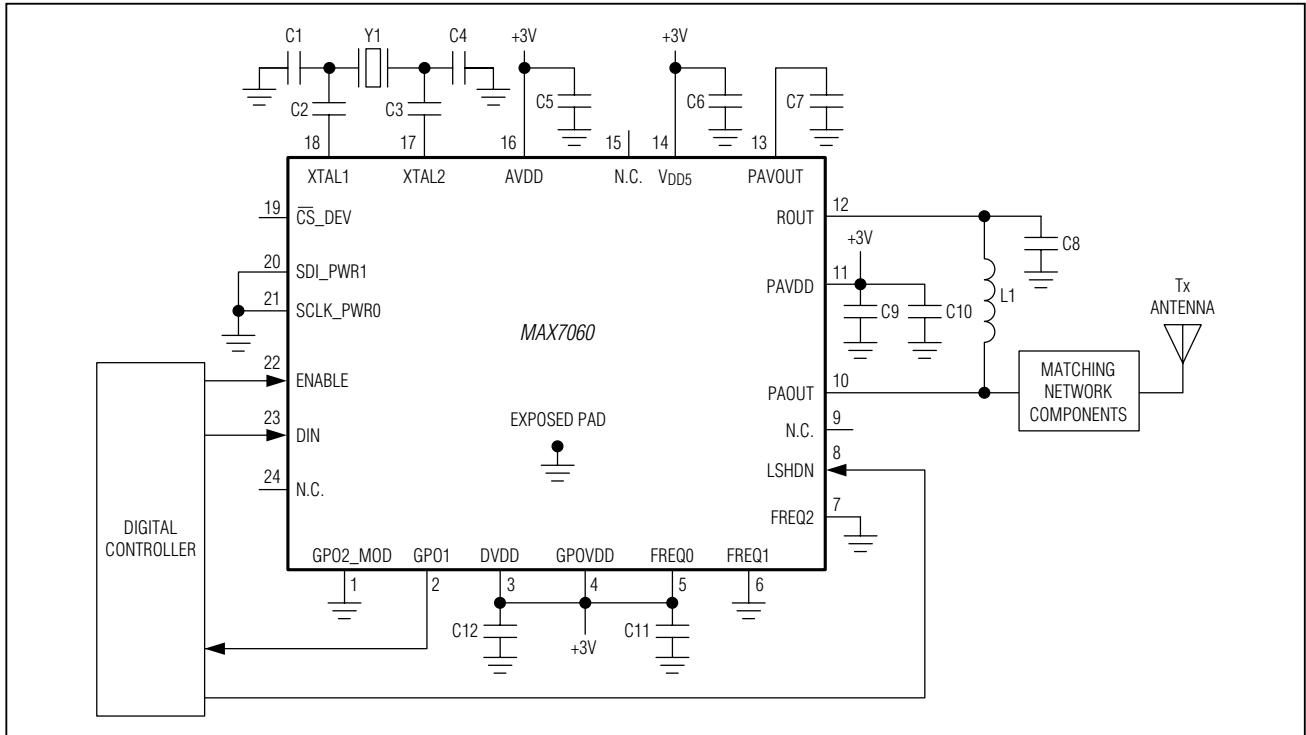 C1
Y1
C4
+3V
+3V
C2
C3
C5
C6
C7
18
17
16
15
14
13
XTAL1
XTAL2
AVDD
N.C.
VDD5
PAVOUT
19
CS_DEV
ROUT
12
C8
20
SDI_PWR1
+3V
PAVDD
11
21
SCLK_PWR0
C9
C10
L1
Tx
ANTENNA
MAX7060
22
ENABLE
MATCHING
NETWORK
COMPONENTS
PAOUT
10
23
DIN
EXPOSED PAD
N.C.
9
24
N.C.
LSHDN
8
DIGITAL
CONTROLLER
FREQ2
7
GPO2_MOD
GPO1
DVDD
GPOVDD
FREQ0
FREQ1
1
2
3
4
5
6
C12
+3V
C11